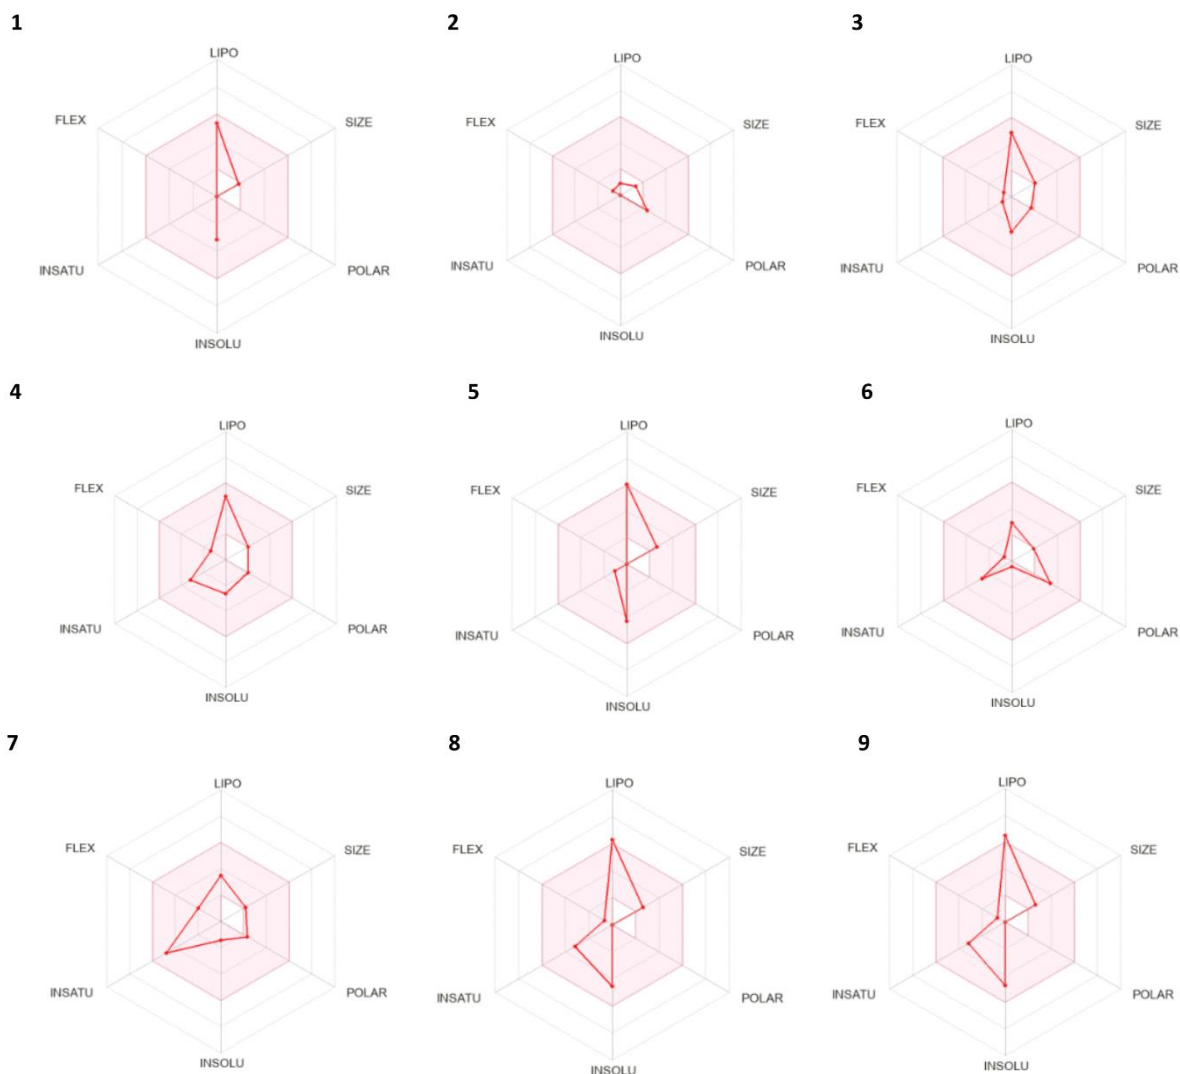 1 2 3
LIPO LIPO LIPO
FLEX SIZE FLEX SIZE FLEX SIZE
INSATU POLAR INSATU POLAR INSATU POLAR
INSOLU INSOLU INSOLU
4 5 6
LIPO LIPO LIPO
FLEX SIZE FLEX SIZE FLEX SIZE
INSATU POLAR INSATU POLAR INSATU POLAR
INSOLU INSOLU INSOLU
7 8 9
LIPO LIPO LIPO
FLEX SIZE FLEX SIZE FLEX SIZE
INSATU POLAR INSATU POLAR INSATU POLAR
INSOLU INSOLU INSOLU